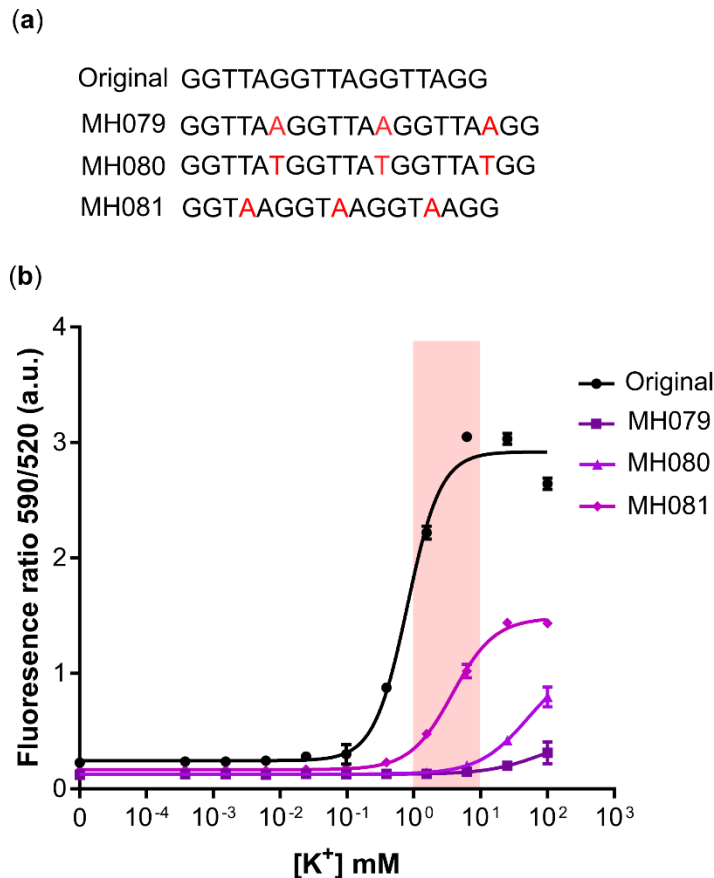 (a)
Original GGTTAGGTTAGGTTAGG
MH079 GGTTAAGGTTAAGGTTAAGG
MH080 GGTTATGGTTATGGTTATGG
MH081 GGTAAGGTAAGGTAAGG
(b)
Fluoresence ratio 590/520 (a.u.)
4
3
2
1
0
0 10⁻⁴ 10⁻³ 10⁻² 10⁻¹ 10⁰ 10¹ 10² 10³
[K⁺] mM
Original
MH079
MH080
MH081